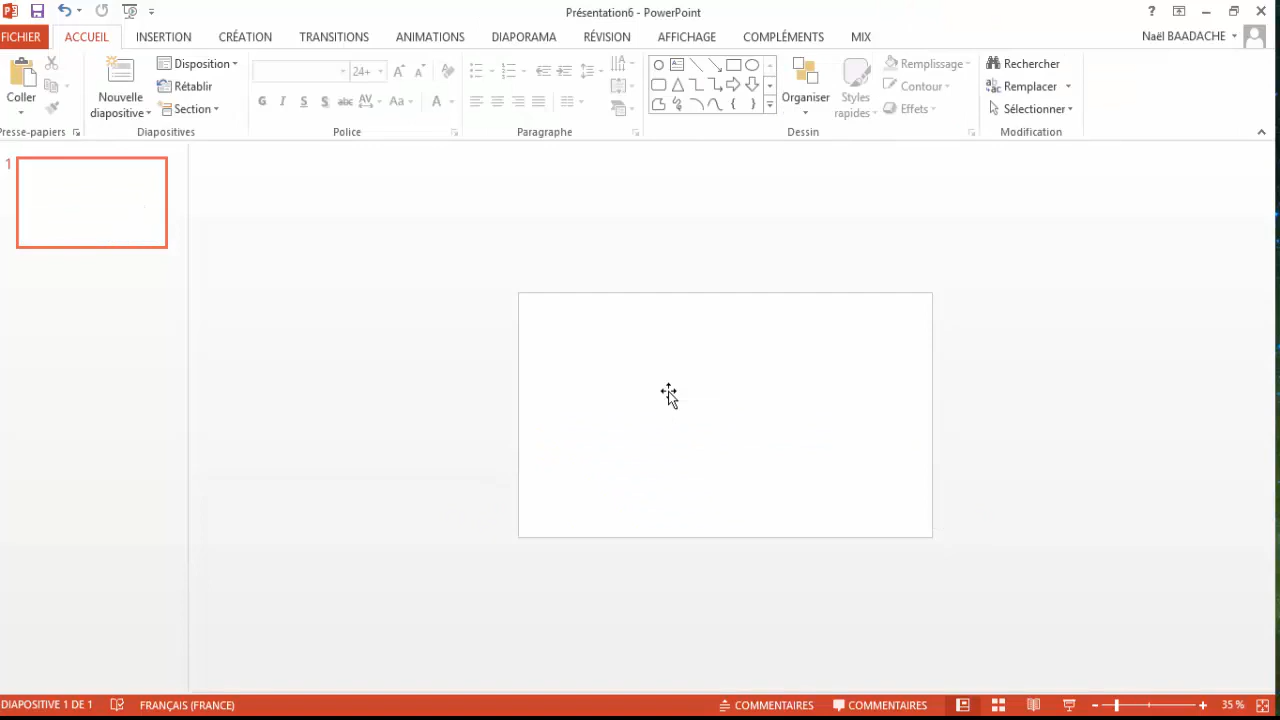 Présentation6 - PowerPoint
?
FICHIER ACCUEIL INSERTION CRÉATION TRANSITIONS ANIMATIONS DIAPORAMA RÉVISION AFFICHAGE COMPLÉMENTS MIX Naël BAADACHE
Coller
Nouvelle
diapositive
Disposition
Rétablir
Section
24+
G I S S abc AV Aa A
Organiser
Styles
rapides
Remplissage
Contour
Effets
Rechercher
Remplacer
Sélectionner
Presse-papiers Diapositives Police Paragraphe Dessin Modification
1
DIAPOSITIVE 1 DE 1 FRANÇAIS (FRANCE) COMMENTAIRES COMMENTAIRES 35 %